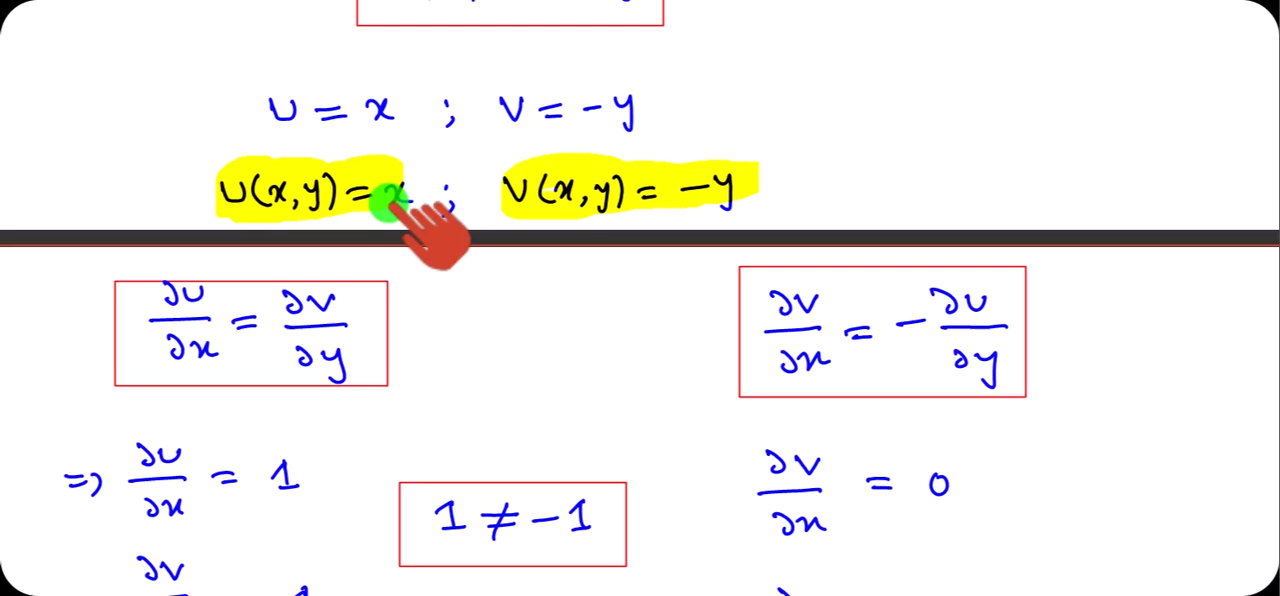 U = x ; V = -y
U(x,y) = x ; V(x,y) = -y
∂U/∂x = ∂V/∂y
∂V/∂x = -∂U/∂y
=> ∂U/∂x = 1
1 ≠ -1
∂V/∂x = 0
∂V